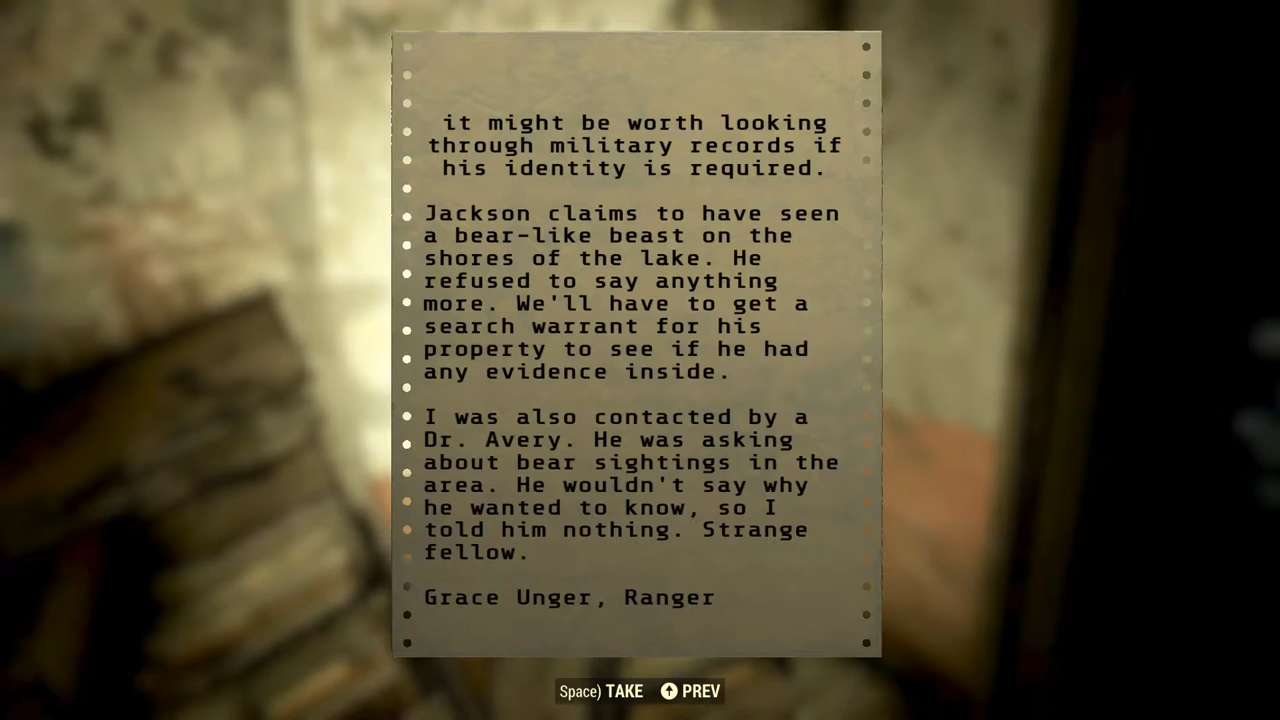 it might be worth looking
through military records if
his identity is required.
Jackson claims to have seen
a bear-like beast on the
shores of the lake. He
refused to say anything
more. We'll have to get a
search warrant for his
property to see if he had
any evidence inside.
I was also contacted by a
Dr. Avery. He was asking
about bear sightings in the
area. He wouldn't say why
he wanted to know, so I
told him nothing. Strange
fellow.
Grace Unger, Ranger
Space) TAKE PREV